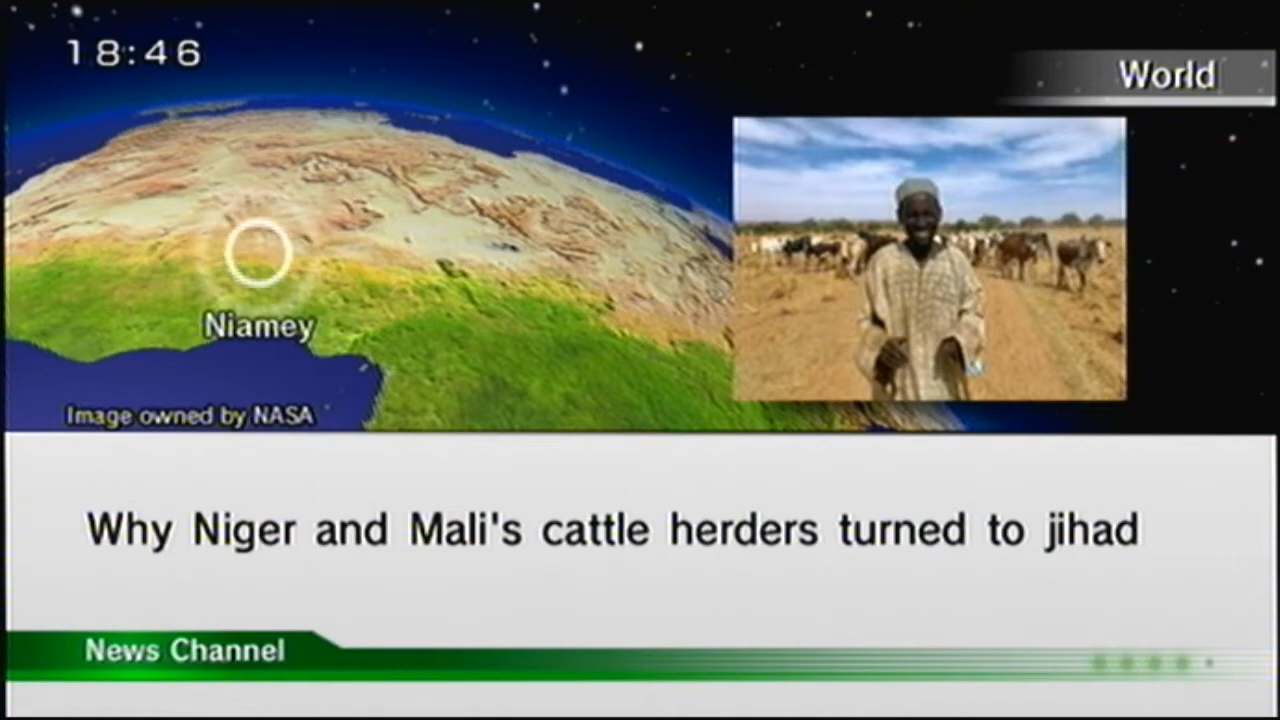 18:46
World
Niamey
Image owned by NASA
Why Niger and Mali's cattle herders turned to jihad
News Channel